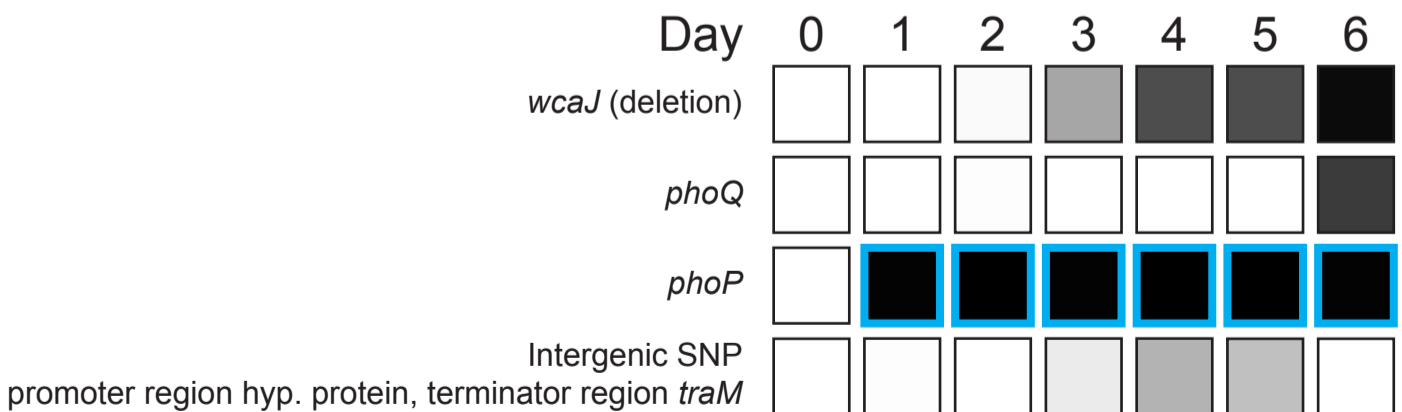 Day 0 1 2 3 4 5 6
wcaJ (deletion)
phoQ
phoP
Intergenic SNP
promoter region hyp. protein, terminator region traM